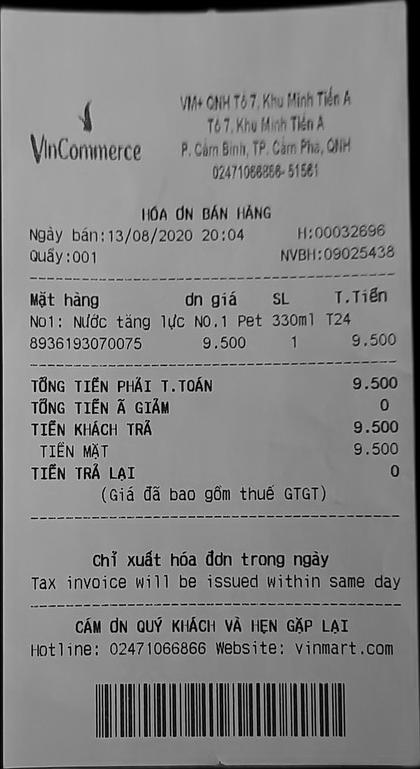 VinCommerce
VM+ QNH Tổ 7, Khu Minh Tiến A
Tổ 7, Khu Minh Tiến A
P. Cẩm Bình, TP. Cẩm Phả, QNH
02471066866-51561
HÓA ƠN BÁN HÀNG
Ngày bán:13/08/2020 20:04 H:00032696
Quầy:001 NVBH:09025438
Mặt hàng ơn giá SL T.Tiền
No1: Nước tăng lực NO.1 Pet 330ml T24
8936193070075 9.500 1 9.500
TỔNG TIỀN PHẢI T.TOÁN 9.500
TỔNG TIỀN Ã GIẢM 0
TIỀN KHÁCH TRẢ 9.500
TIỀN MẶT 9.500
TIỀN TRẢ LẠI 0
(Giá đã bao gồm thuế GTGT)
Chỉ xuất hóa đơn trong ngày
Tax invoice will be issued within same day
CÁM ƠN QUÝ KHÁCH VÀ HẸN GẶP LẠI
Hotline: 02471066866 Website: vinmart.com